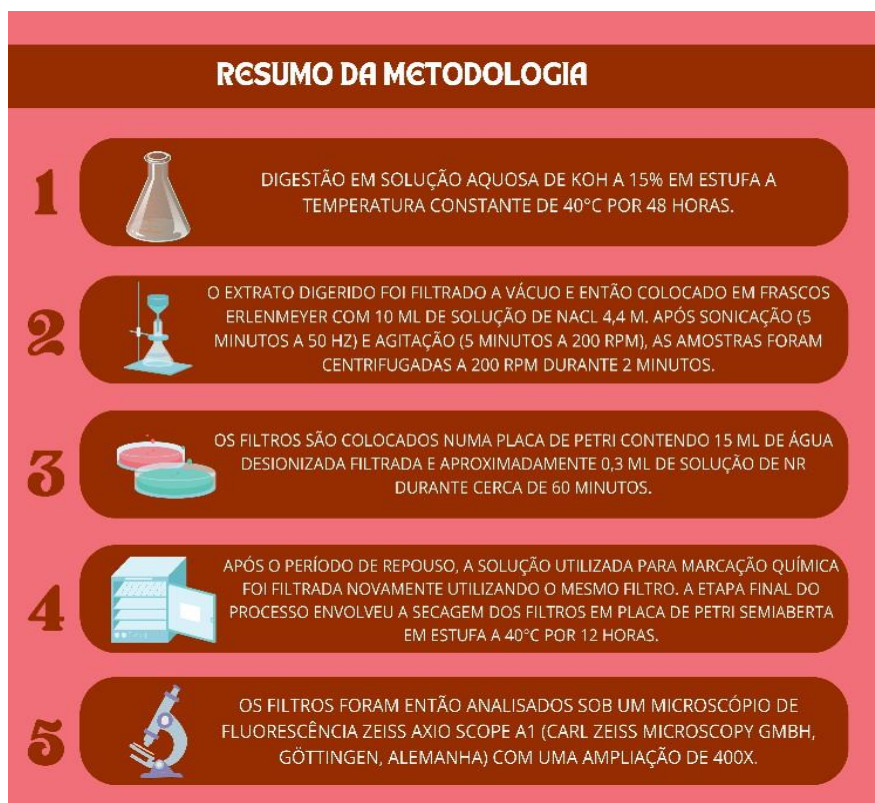 RESUMO DA METODOLOGIA
1
DIGESTÃO EM SOLUÇÃO AQUOSA DE KOH A 15% EM ESTUFA A
TEMPERATURA CONSTANTE DE 40°C POR 48 HORAS.
2
O EXTRATO DIGERIDO FOI FILTRADO A VÁCUO E ENTÃO COLOCADO EM FRASCOS
ERLENMEYER COM 10 ML DE SOLUÇÃO DE NACL 4,4 M. APÓS SONICAÇÃO (5
MINUTOS A 50 HZ) E AGITAÇÃO (5 MINUTOS A 200 RPM), AS AMOSTRAS FORAM
CENTRIFUGADAS A 200 RPM DURANTE 2 MINUTOS.
3
OS FILTROS SÃO COLOCADOS NUMA PLACA DE PETRI CONTENDO 15 ML DE ÁGUA
DESIONIZADA FILTRADA E APROXIMADAMENTE 0,3 ML DE SOLUÇÃO DE NR
DURANTE CERCA DE 60 MINUTOS.
4
APÓS O PERÍODO DE REPOUSO, A SOLUÇÃO UTILIZADA PARA MARCAÇÃO QUÍMICA
FOI FILTRADA NOVAMENTE UTILIZANDO O MESMO FILTRO. A ETAPA FINAL DO
PROCESSO ENVOLVEU A SECAGEM DOS FILTROS EM PLACA DE PETRI SEMIABERTA
EM ESTUFA A 40°C POR 12 HORAS.
5
OS FILTROS FORAM ENTÃO ANALISADOS SOB UM MICROSCÓPIO DE
FLUORESCÊNCIA ZEISS AXIO SCOPE A1 (CARL ZEISS MICROSCOPY GMBH,
GÖTTINGEN, ALEMANHA) COM UMA AMPLIAÇÃO DE 400X.